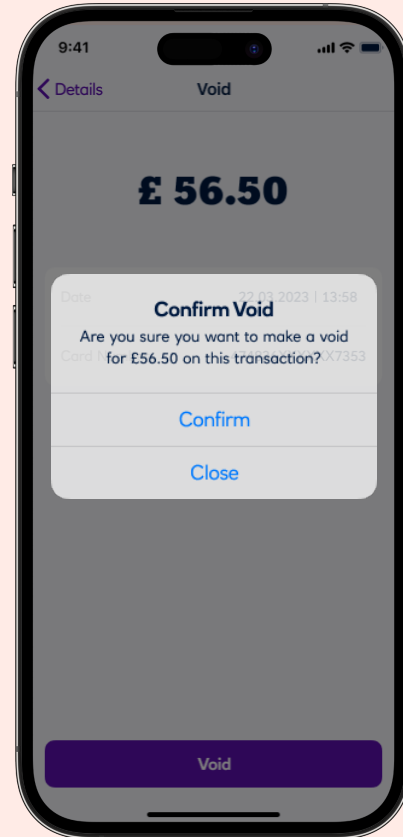 9:41
Details
Void
£ 56.50
Date 22.03.2023 | 13:58
Confirm Void
Are you sure you want to make a void
for £56.50 on this transaction?
Card
Confirm
Close
Void